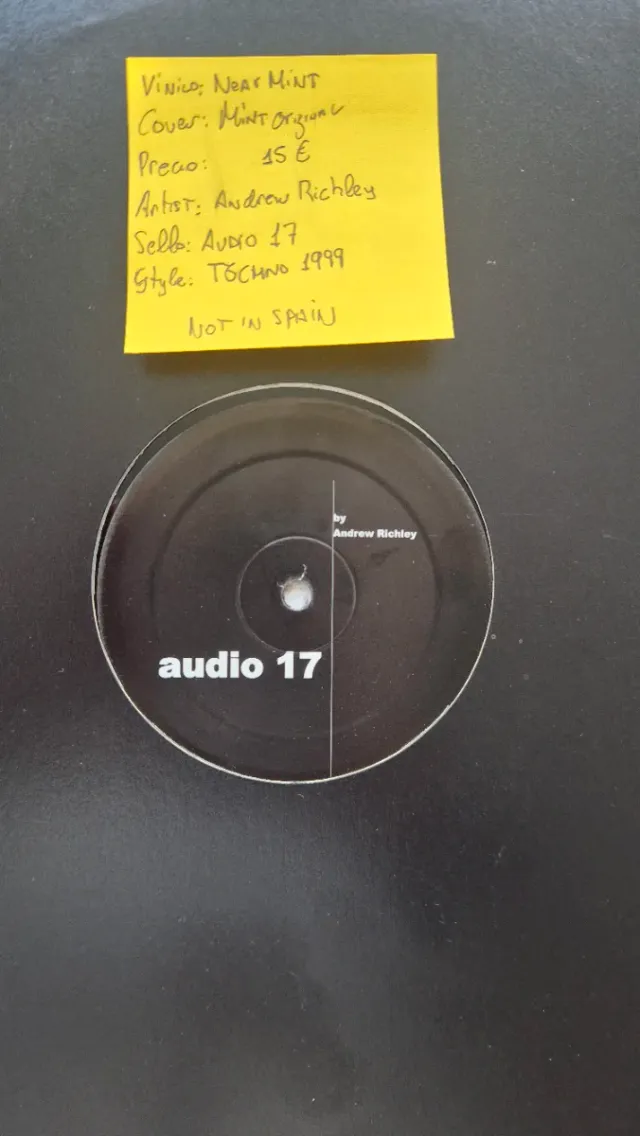 Vinilo: Near Mint
Cover: Mint original
Precio: 15 €
Artist: Andrew Richley
Sello: Audio 17
Style: Techno 1999
NOT IN SPAIN
by
Andrew Richley
audio 17